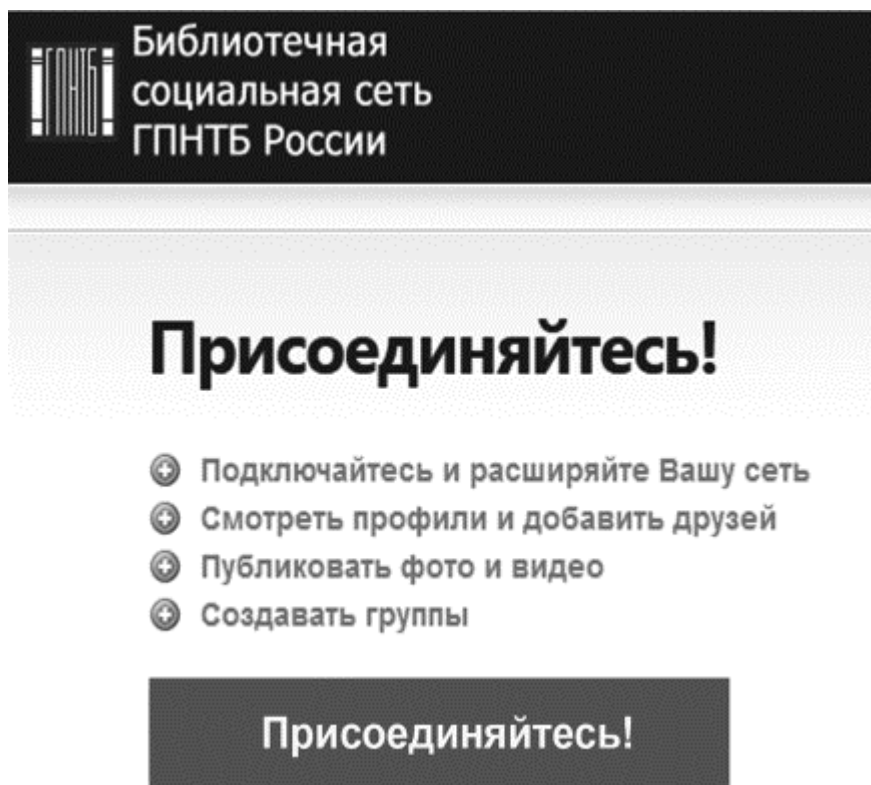 ГПНТБ
Библиотечная
социальная сеть
ГПНТБ России
Присоединяйтесь!
Подключайтесь и расширяйте Вашу сеть
Смотреть профили и добавить друзей
Публиковать фото и видео
Создавать группы
Присоединяйтесь!